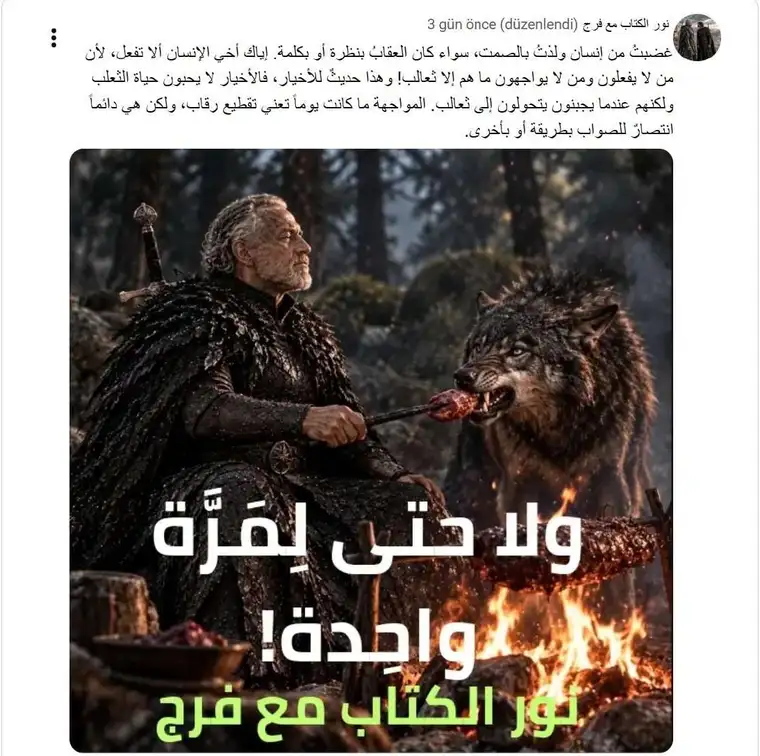 نور الكتاب مع فرج 3 gün önce (düzenlendi)
غضبتُ من إنسان ولذتُ بالصمت، سواء كان العقابُ بنظرة أو بكلمة. إياك أخي الإنسان ألا تفعل، لأن
من لا يفعلون ومن لا يواجهون ما هم إلا ثعالب! وهذا حديثٌ للأخيار، فالأخيار لا يحبون حياة الثعلب
ولكنهم عندما يجبنون يتحولون إلى ثعالب. المواجهة ما كانت يوماً تعني تقطيع رقاب، ولكن هي دائماً
انتصارٌ للصواب بطريقة أو بأخرى.
ولا حتى لِمَرَّة
واحِدة!
نور الكتاب مع فرج